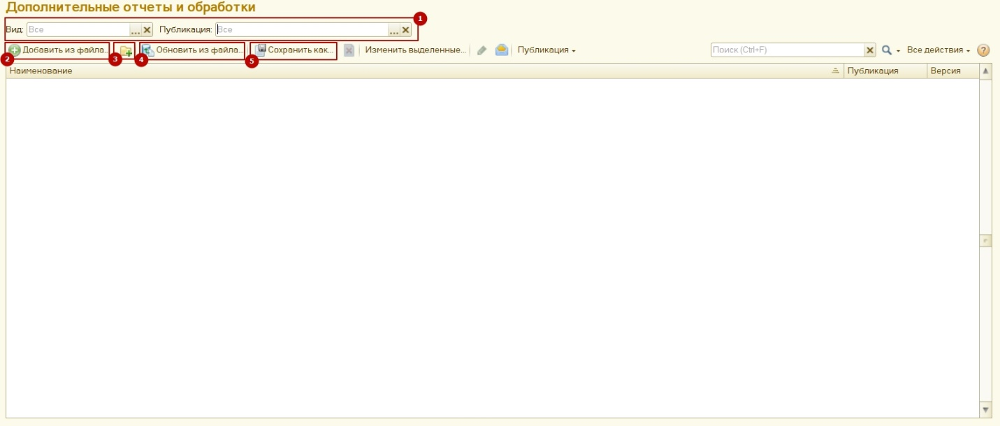 Дополнительные отчеты и обработки
1
Вид: Все ... Публикация: Все ...
Добавить из файла... Обновить из файла... Сохранить как... Изменить выделенные... Публикация Поиск (Ctrl+F) Все действия ?
2 3 4 5
Наименование Публикация Версия